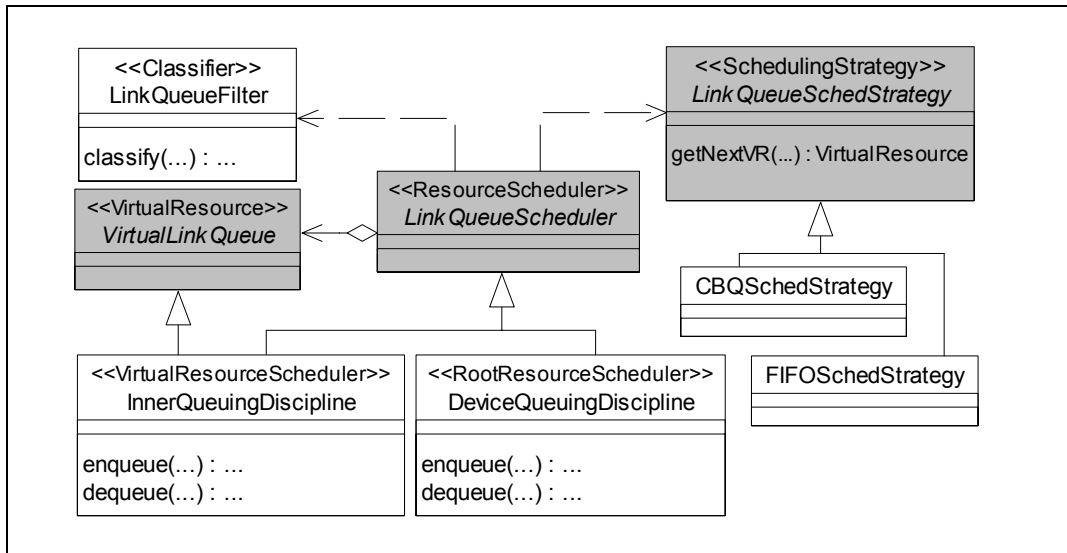 <<Classifier>>
LinkQueueFilter
classify(...) : ...
<<SchedulingStrategy>>
LinkQueueSchedStrategy
getNextVR(...) : VirtualResource
<<VirtualResource>>
VirtualLinkQueue
<<ResourceScheduler>>
LinkQueueScheduler
CBQSchedStrategy
FIFOSchedStrategy
<<VirtualResourceScheduler>>
InnerQueuingDiscipline
enqueue(...) : ...
dequeue(...) : ...
<<RootResourceScheduler>>
DeviceQueuingDiscipline
enqueue(...) : ...
dequeue(...) : ...